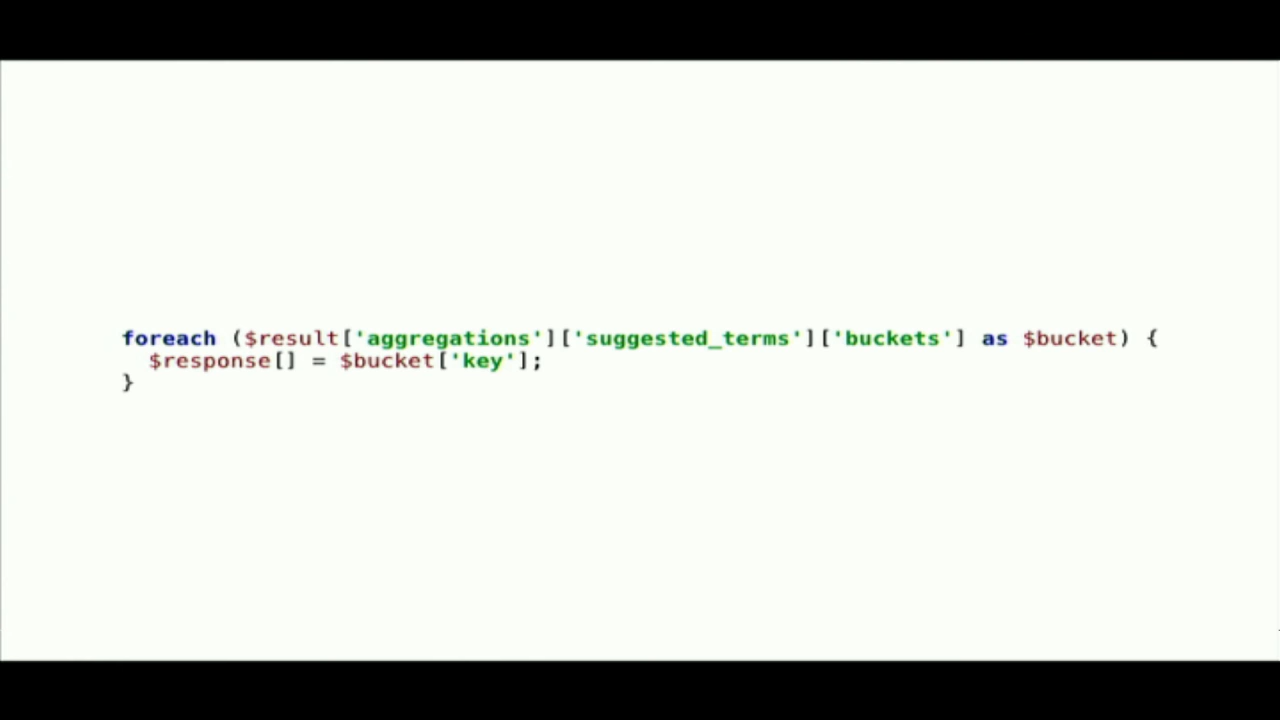 foreach ($result['aggregations']['suggested_terms']['buckets'] as $bucket) {
  $response[] = $bucket['key'];
}